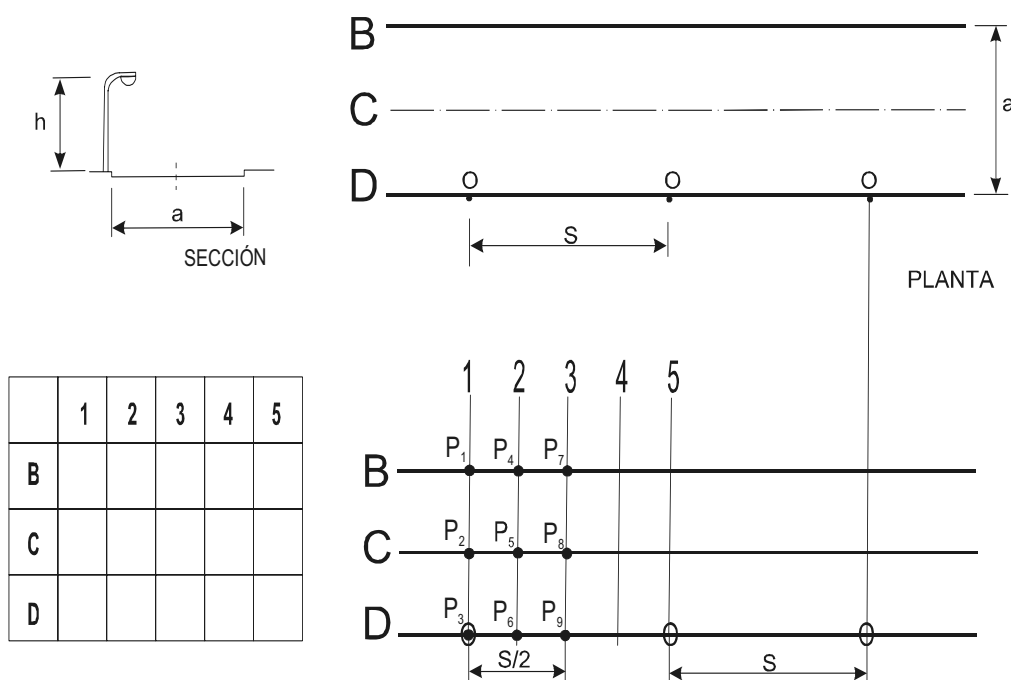 B
C
D
a
h
a
SECCIÓN
O O O
S
PLANTA
1 2 3 4 5
B
C
D
1 2 3 4 5
B P₁ P₄ P₇
C P₂ P₅ P₈
D P₃ P₆ P₉
S/2
S